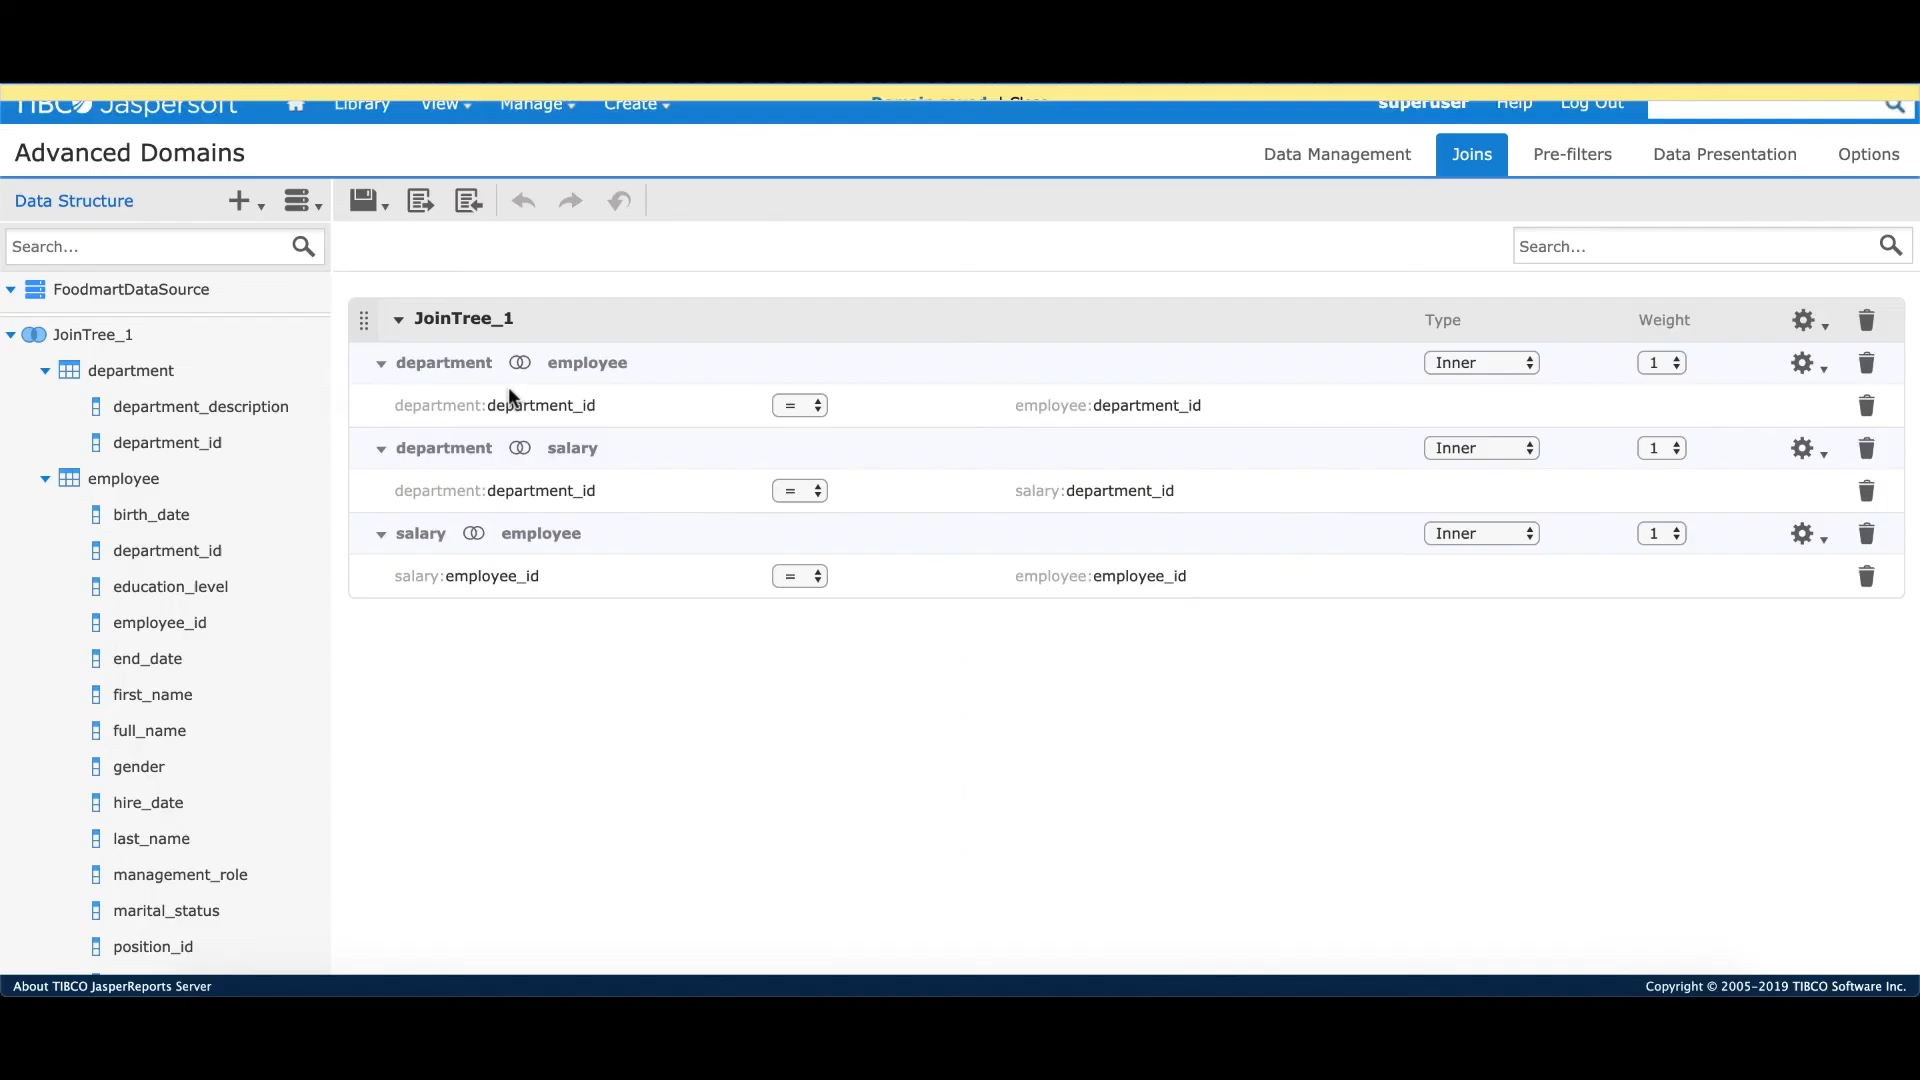 TIBCO Jaspersoft Library View Manage Create superuser Help Log Out
Advanced Domains Data Management Joins Pre-filters Data Presentation Options
Data Structure
Search... Search...
FoodmartDataSource
JoinTree_1
department
department_description
department_id
employee
birth_date
department_id
education_level
employee_id
end_date
first_name
full_name
gender
hire_date
last_name
management_role
marital_status
position_id
JoinTree_1 Type Weight
department employee Inner 1
department:department_id = employee:department_id
department salary Inner 1
department:department_id = salary:department_id
salary employee Inner 1
salary:employee_id = employee:employee_id
About TIBCO JasperReports Server Copyright © 2005-2019 TIBCO Software Inc.